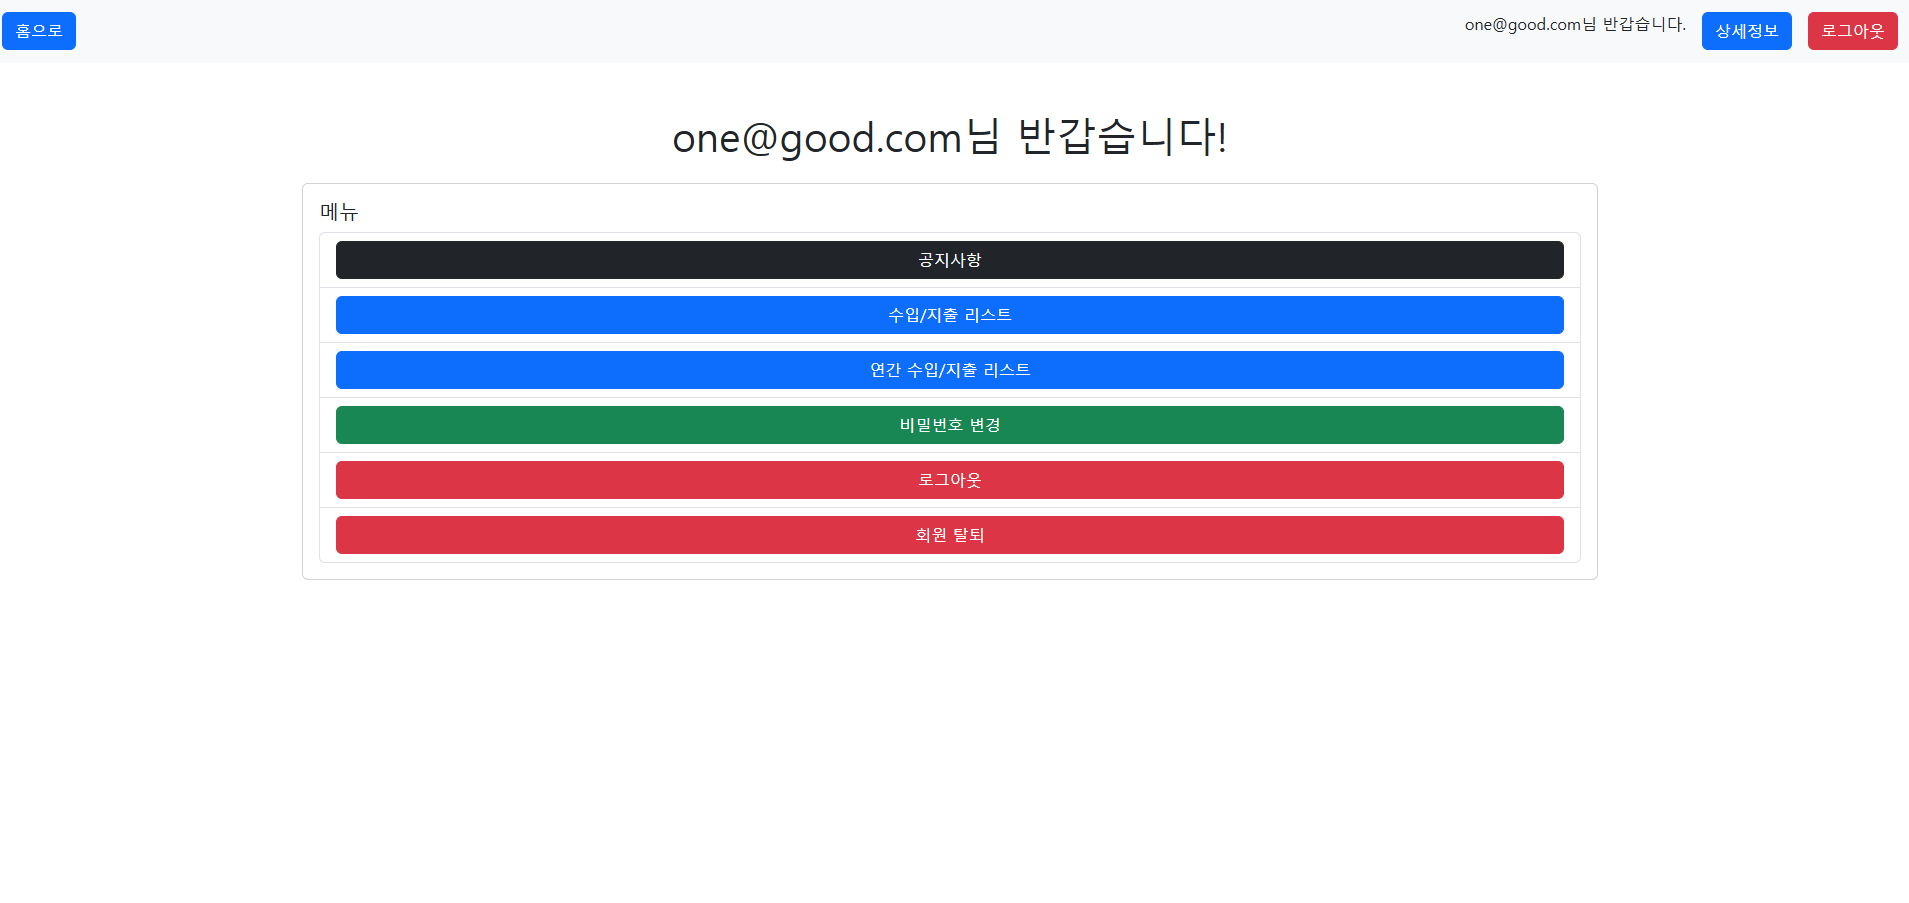 홈으로
one@good.com님 반갑습니다.
상세정보
로그아웃
one@good.com님 반갑습니다!
메뉴
공지사항
수입/지출 리스트
연간 수입/지출 리스트
비밀번호 변경
로그아웃
회원 탈퇴